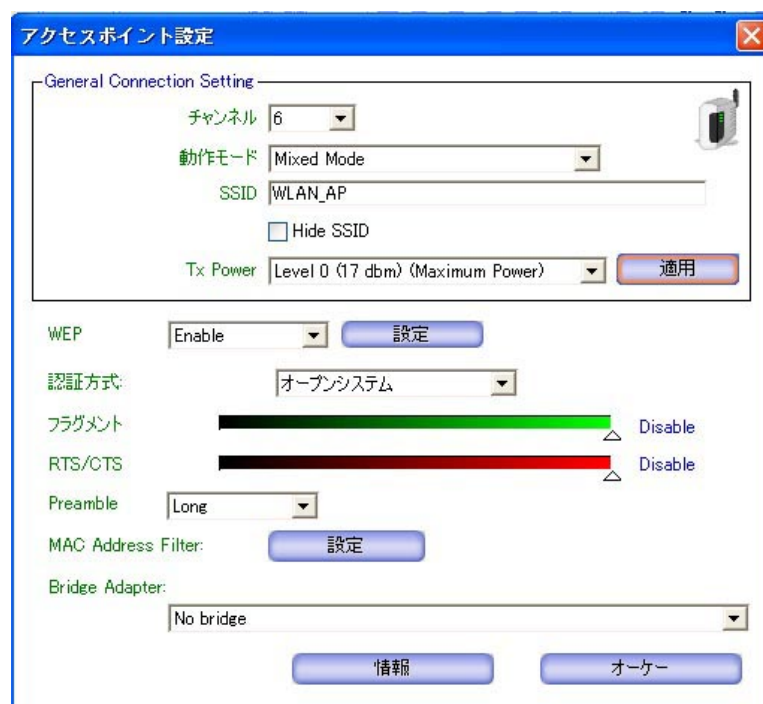 アクセスポイント設定
General Connection Setting
チャンネル 6
動作モード Mixed Mode
SSID WLAN_AP
Hide SSID
Tx Power Level 0 (17 dbm) (Maximum Power) 適用
WEP Enable 設定
認証方式: オープンシステム
フラグメント Disable
RTS/CTS Disable
Preamble Long
MAC Address Filter: 設定
Bridge Adapter:
No bridge
情報 オーケー